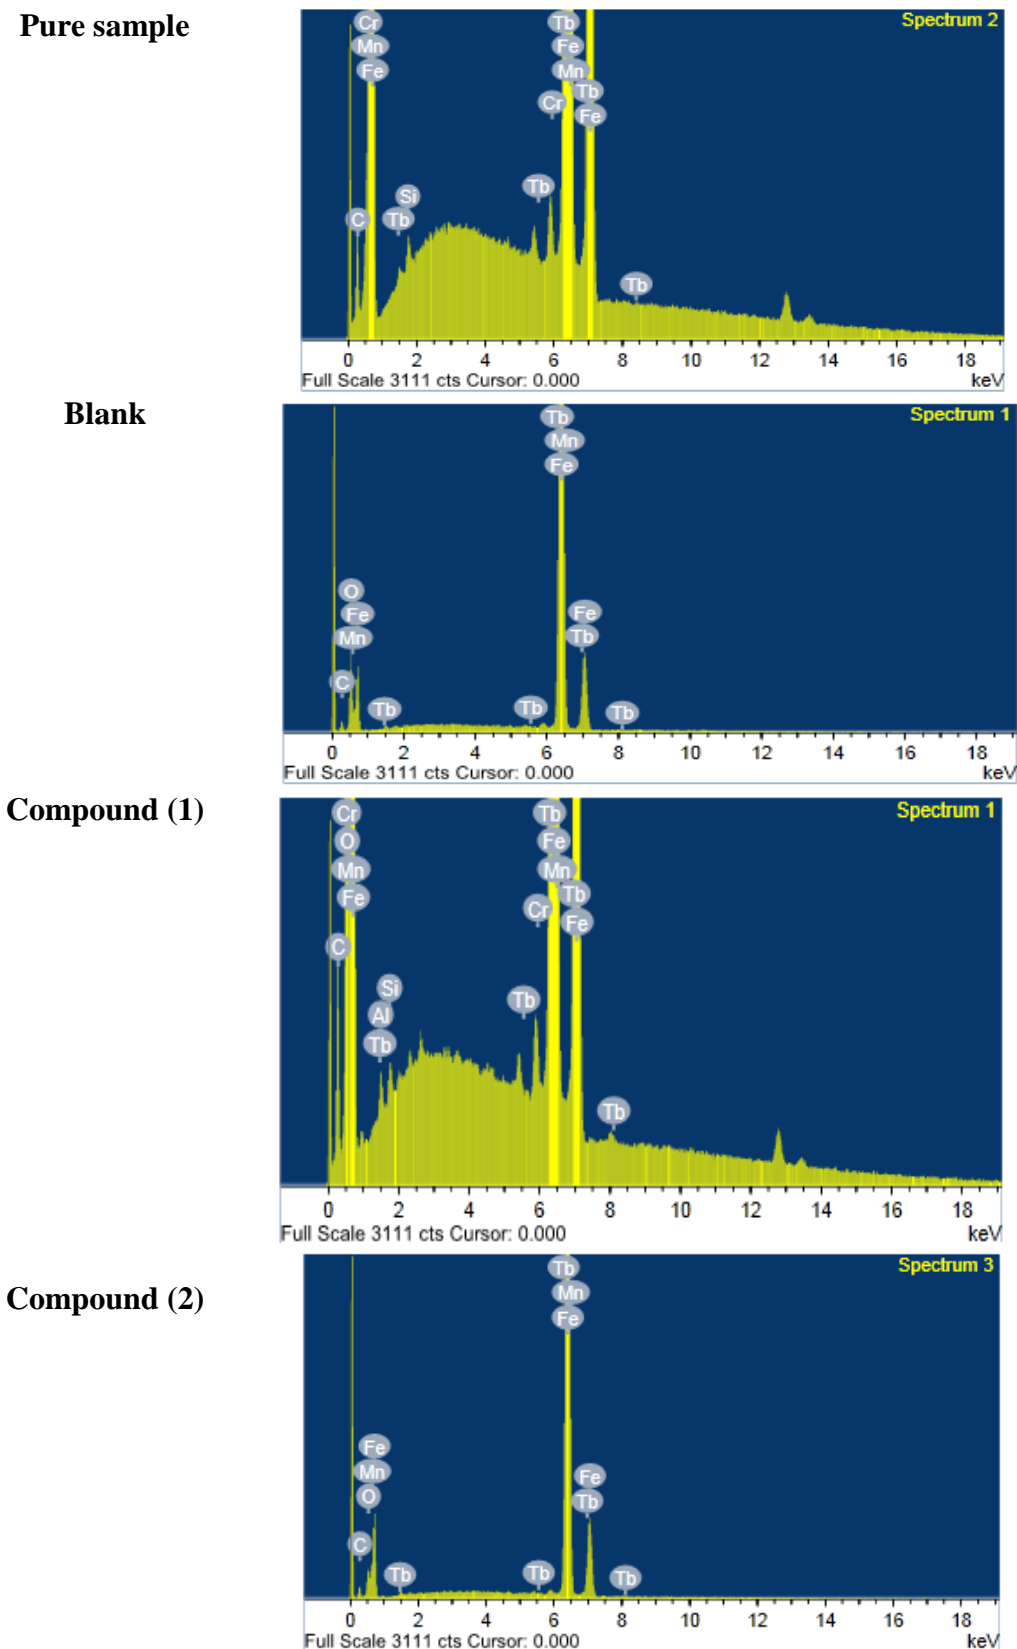 Pure sample
Spectrum 2
Cr
Mn
Fe
Tb
Fe
Mn
Cr
Tb
Fe
Tb
Si
C
Tb
Tb
0 2 4 6 8 10 12 14 16 18
Full Scale 3111 cts Cursor: 0.000 keV
Blank
Spectrum 1
Tb
Mn
Fe
O
Fe
Mn
Fe
Tb
C
Tb
Tb
Tb
0 2 4 6 8 10 12 14 16 18
Full Scale 3111 cts Cursor: 0.000 keV
Compound (1)
Spectrum 1
Cr
O
Mn
Fe
Tb
Fe
Mn
Tb
Cr
Fe
C
Si
Al
Tb
Tb
Tb
0 2 4 6 8 10 12 14 16 18
Full Scale 3111 cts Cursor: 0.000 keV
Compound (2)
Spectrum 3
Tb
Mn
Fe
Fe
Mn
O
Fe
Tb
C
Tb
Tb
Tb
0 2 4 6 8 10 12 14 16 18
Full Scale 3111 cts Cursor: 0.000 keV